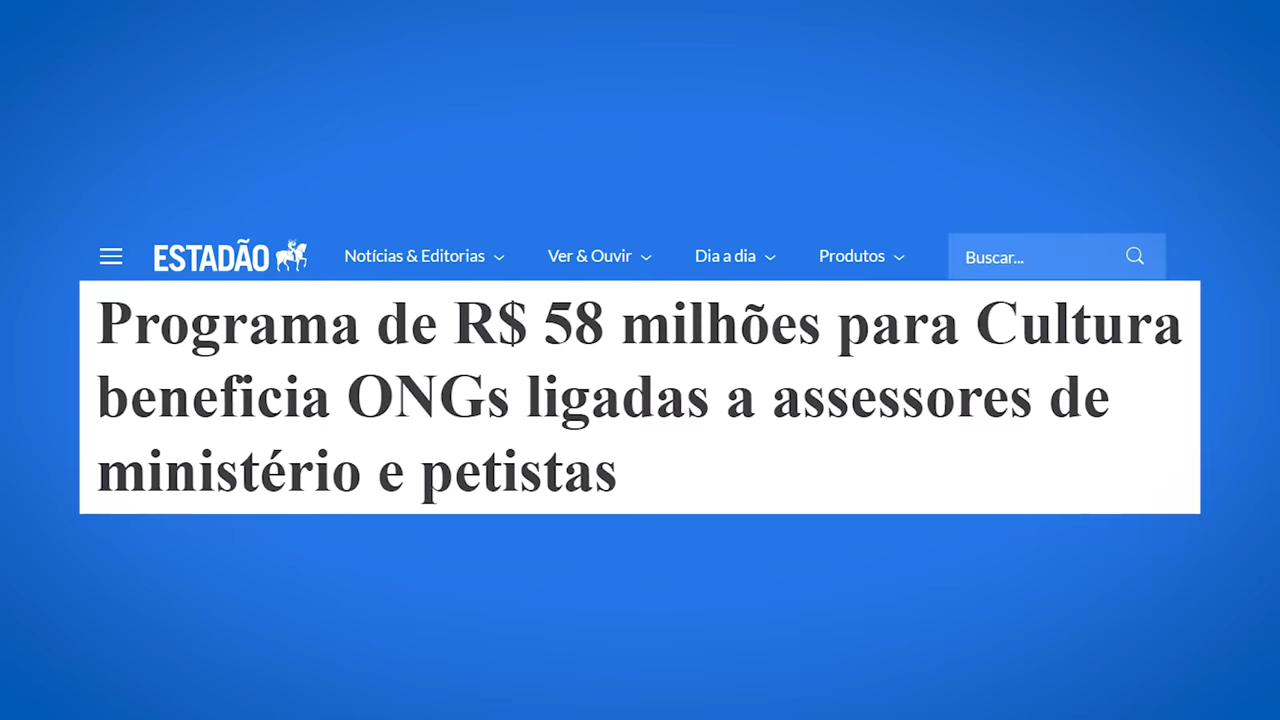 ESTADÃO Notícias & Editorias Ver & Ouvir Dia a dia Produtos Buscar...
Programa de R$ 58 milhões para Cultura
beneficia ONGs ligadas a assessores de
ministério e petistas